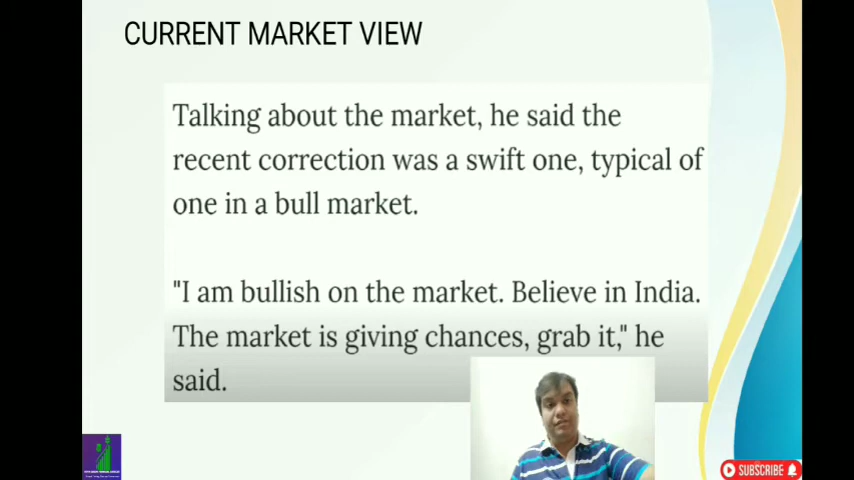 CURRENT MARKET VIEW
Talking about the market, he said the
recent correction was a swift one, typical of
one in a bull market.
"I am bullish on the market. Believe in India.
The market is giving chances, grab it," he
said.
SUBSCRIBE